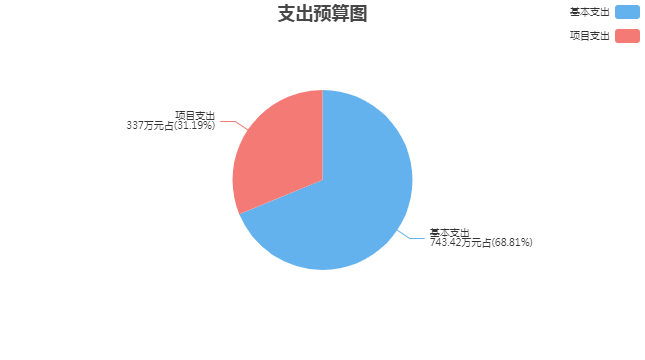 支出预算图
基本支出
项目支出
项目支出
337万元占(31.19%)
基本支出
743.42万元占(68.81%)